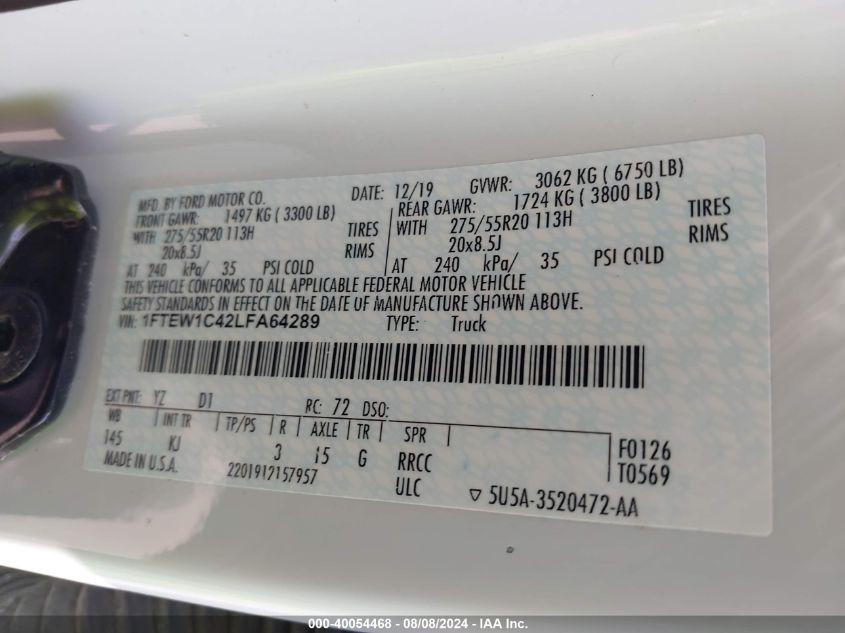 MFD. BY FORD MOTOR CO. DATE: 12/19 GVWR: 3062 KG ( 6750 LB)
FRONT GAWR: 1497 KG ( 3300 LB) REAR GAWR: 1724 KG ( 3800 LB)
WITH 275/55R20 113H TIRES WITH 275/55R20 113H TIRES
20x8.5J RIMS 20x8.5J RIMS
AT 240 kPa/ 35 PSI COLD AT 240 kPa/ 35 PSI COLD
THIS VEHICLE CONFORMS TO ALL APPLICABLE FEDERAL MOTOR VEHICLE
SAFETY STANDARDS IN EFFECT ON THE DATE OF MANUFACTURE SHOWN ABOVE.
VIN: 1FTEW1C42LFA64289 TYPE: Truck
EXT PNT: YZ D1 RC: 72 DSO:
WB INT TR TP/PS R AXLE TR SPR F0126
145 KJ 3 15 G RRCC T0569
MADE IN U.S.A. 2201912157957 ULC ▽ 5U5A-3520472-AA
000-40054468 - 08/08/2024 - IAA Inc.